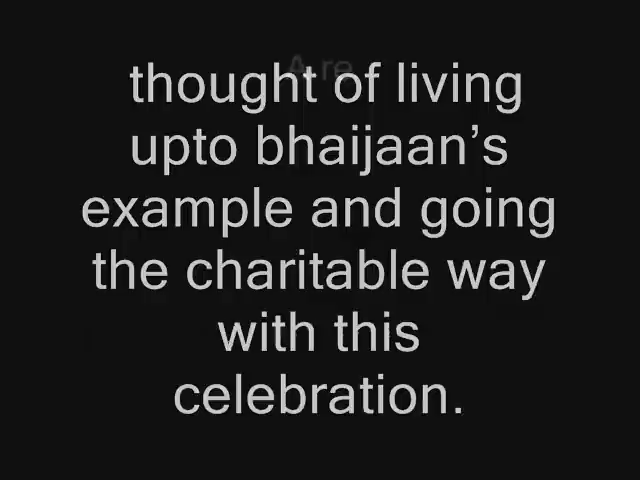 thought of living
upto bhaijaan’s
example and going
the charitable way
with this
celebration.